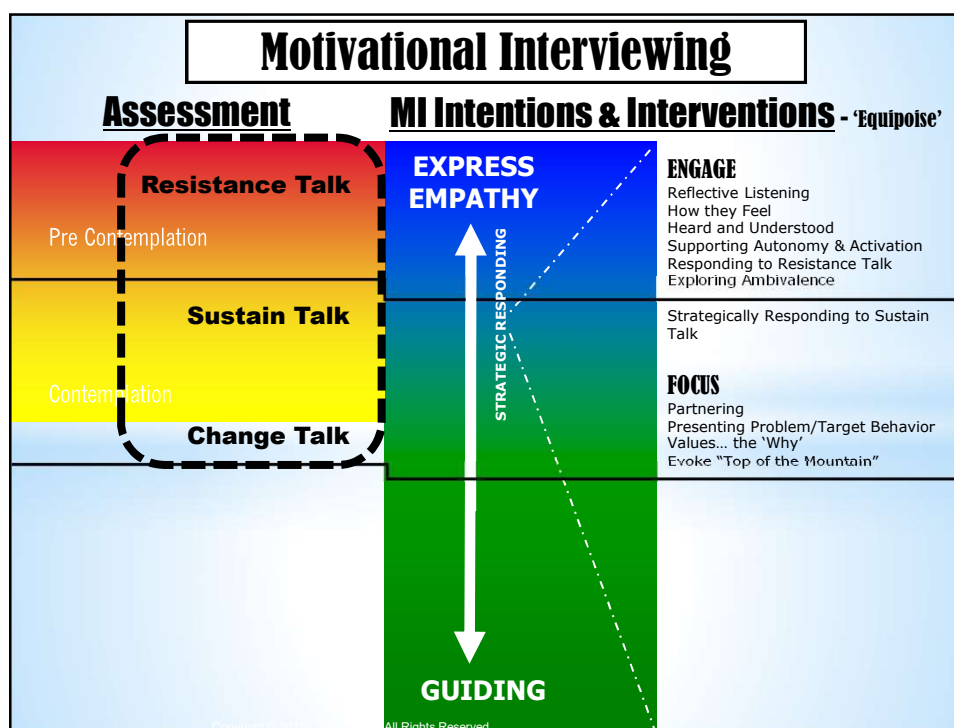 Motivational Interviewing
Assessment
MI Intentions & Interventions - ‘Equipoise’
Resistance Talk
Pre Contemplation
Sustain Talk
Contemplation
Change Talk
EXPRESS
EMPATHY
STRATEGIC RESPONDING
GUIDING
ENGAGE
Reflective Listening
How they Feel
Heard and Understood
Supporting Autonomy & Activation
Responding to Resistance Talk
Exploring Ambivalence
Strategically Responding to Sustain
Talk
FOCUS
Partnering
Presenting Problem/Target Behavior
Values… the ‘Why’
Evoke “Top of the Mountain”
All Rights Reserved